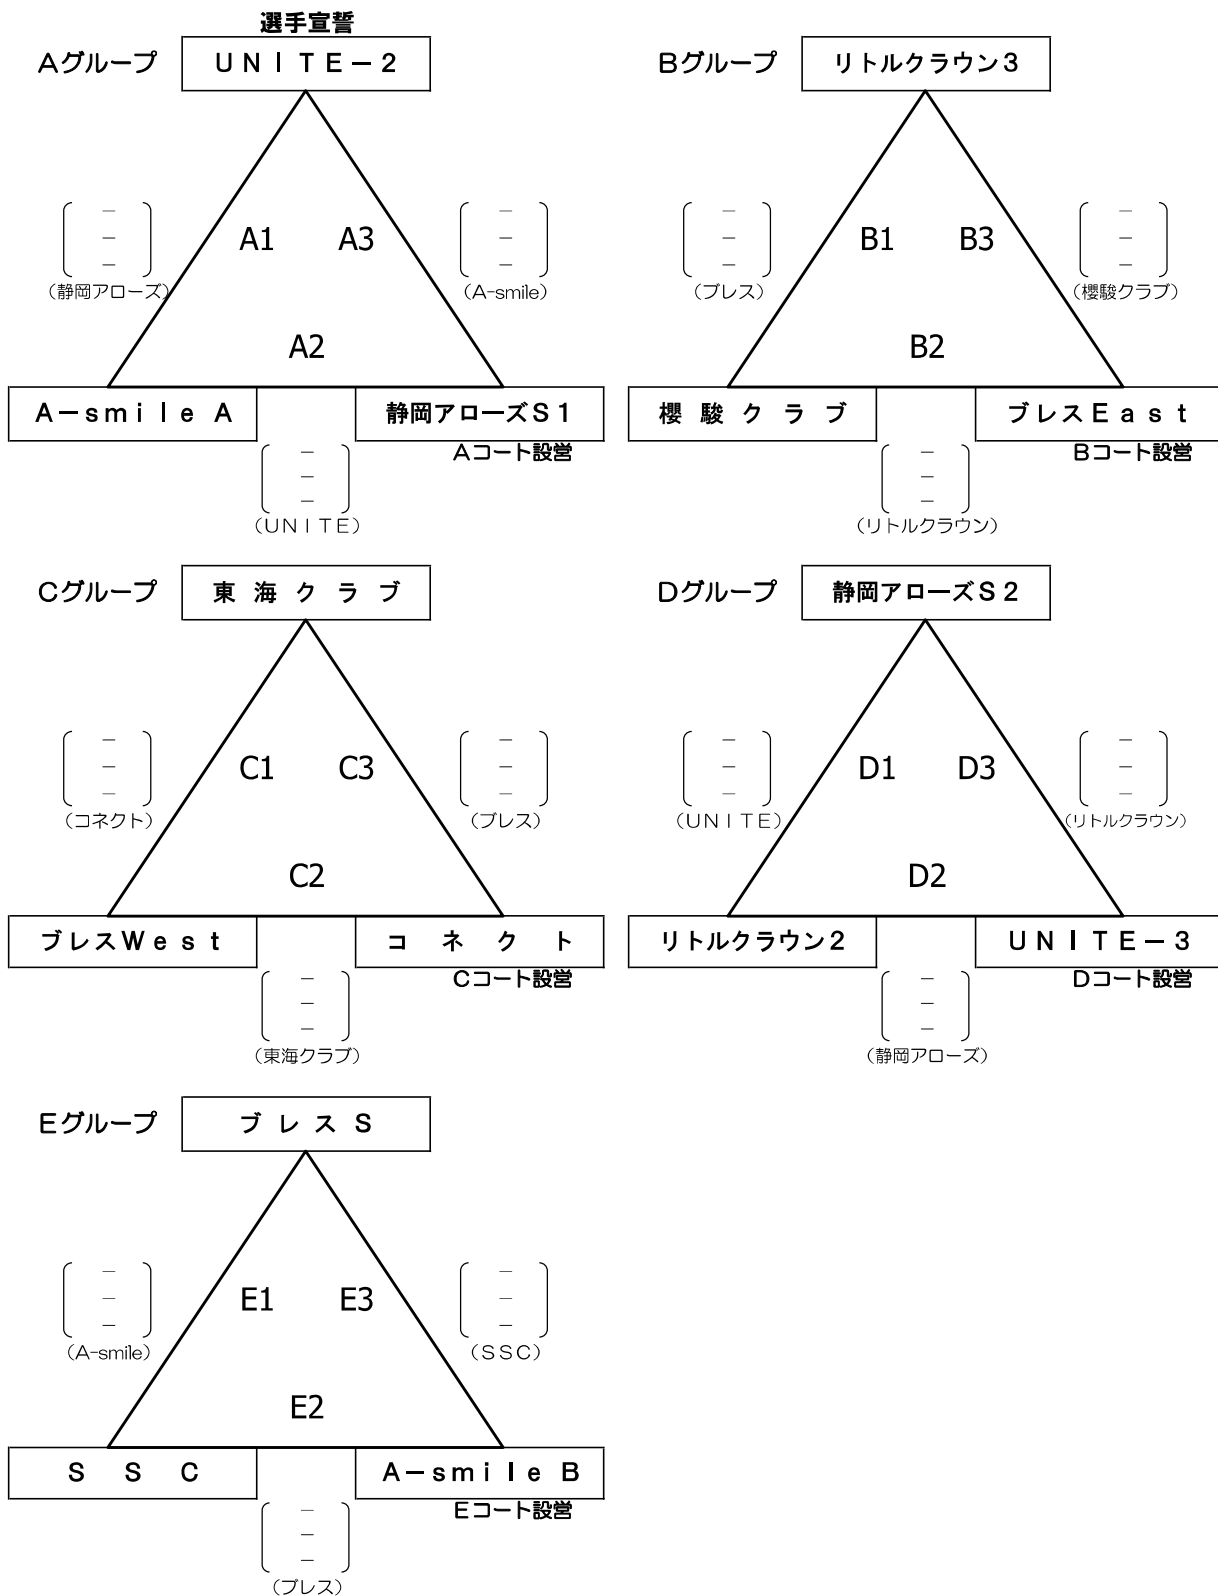 選手宣誓
Aグループ UNITE-2
A1 A3
- - -
(静岡アローズ)
- - -
(A-smile)
A2
A-smile A
静岡アローズS1
Aコート設営
- - -
(UNITE)
Bグループ リトルクラウン3
B1 B3
- - -
(ブレス)
- - -
(櫻駿クラブ)
B2
櫻駿クラブ
ブレスEast
Bコート設営
- - -
(リトルクラウン)
Cグループ 東海クラブ
C1 C3
- - -
(コネクト)
- - -
(ブレス)
C2
ブレスWest
コネクト
Cコート設営
- - -
(東海クラブ)
Dグループ 静岡アローズS2
D1 D3
- - -
(UNITE)
- - -
(リトルクラウン)
D2
リトルクラウン2
UNITE-3
Dコート設営
- - -
(静岡アローズ)
Eグループ ブレスS
E1 E3
- - -
(A-smile)
- - -
(SSC)
E2
SSC
A-smile B
Eコート設営
- - -
(ブレス)